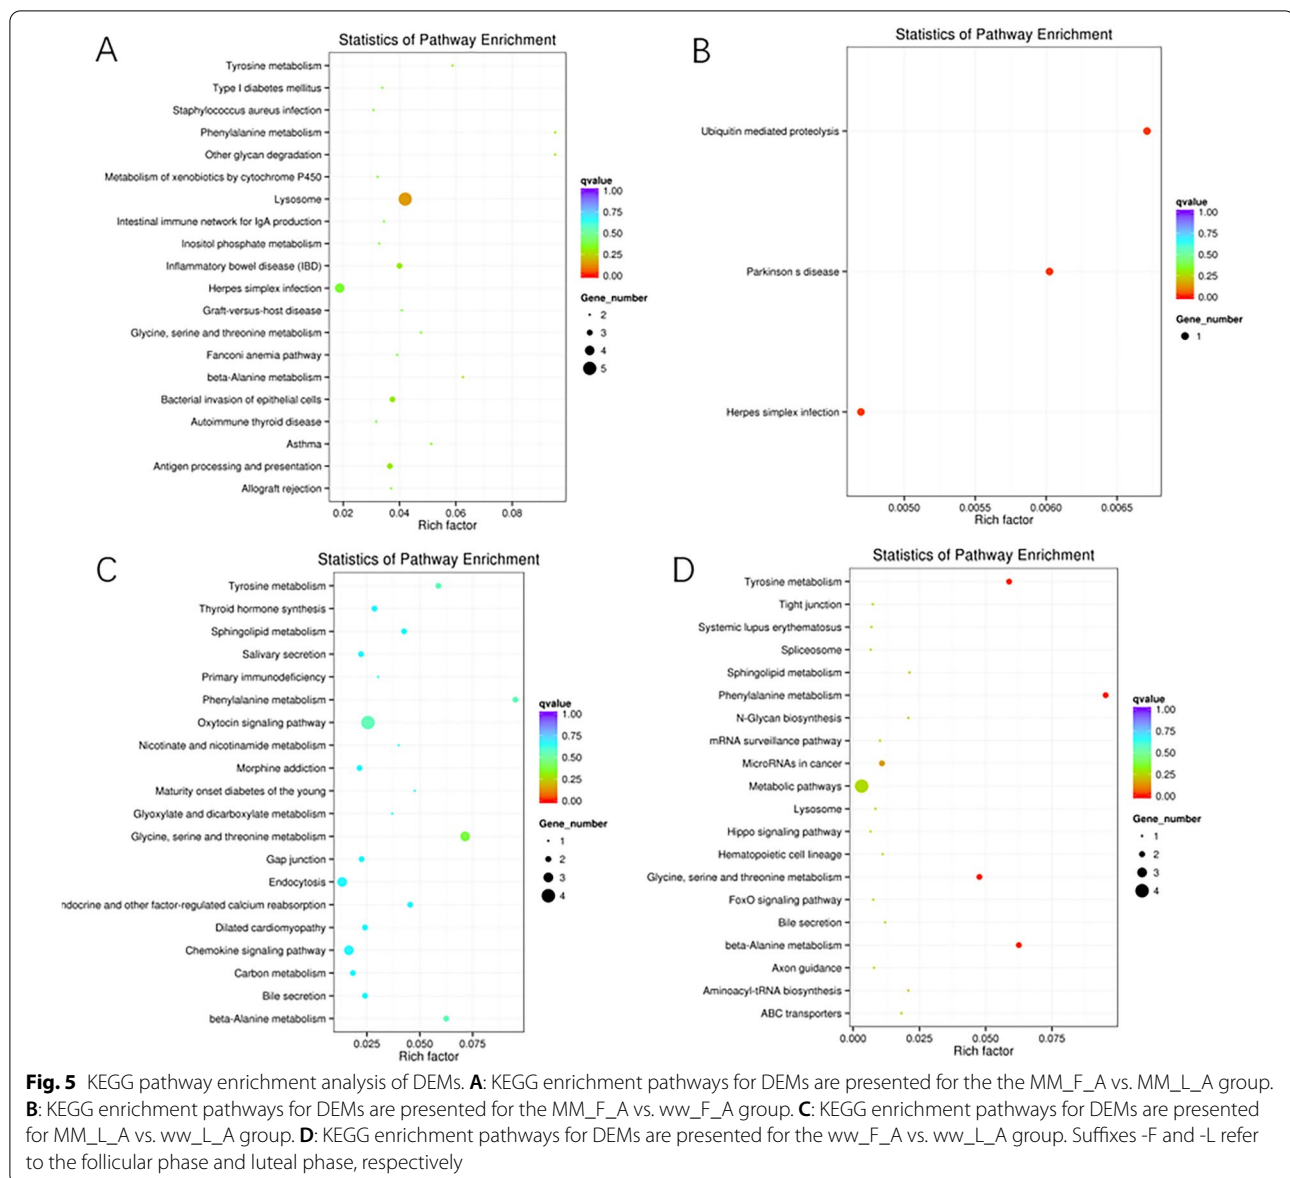 A
Statistics of Pathway Enrichment
Tyrosine metabolism
Type I diabetes mellitus
Staphylococcus aureus infection
Phenylalanine metabolism
Other glycan degradation
Metabolism of xenobiotics by cytochrome P450
Lysosome
Intestinal immune network for IgA production
Inositol phosphate metabolism
Inflammatory bowel disease (IBD)
Herpes simplex infection
Graft-versus-host disease
Glycine, serine and threonine metabolism
Fanconi anemia pathway
beta-Alanine metabolism
Bacterial invasion of epithelial cells
Autoimmune thyroid disease
Asthma
Antigen processing and presentation
Allograft rejection
0.02 0.04 0.06 0.08
Rich factor
qvalue
1.00
0.75
0.50
0.25
0.00
Gene_number
2
3
4
5
B
Statistics of Pathway Enrichment
Ubiquitin mediated proteolysis
Parkinson s disease
Herpes simplex infection
0.0050 0.0055 0.0060 0.0065
Rich factor
qvalue
1.00
0.75
0.50
0.25
0.00
Gene_number
1
C
Statistics of Pathway Enrichment
Tyrosine metabolism
Thyroid hormone synthesis
Sphingolipid metabolism
Salivary secretion
Primary immunodeficiency
Phenylalanine metabolism
Oxytocin signaling pathway
Nicotinate and nicotinamide metabolism
Morphine addiction
Maturity onset diabetes of the young
Glyoxylate and dicarboxylate metabolism
Glycine, serine and threonine metabolism
Gap junction
Endocytosis
ndocrine and other factor-regulated calcium reabsorption
Dilated cardiomyopathy
Chemokine signaling pathway
Carbon metabolism
Bile secretion
beta-Alanine metabolism
0.025 0.050 0.075
Rich factor
qvalue
1.00
0.75
0.50
0.25
0.00
Gene_number
1
2
3
4
D
Statistics of Pathway Enrichment
Tyrosine metabolism
Tight junction
Systemic lupus erythematosus
Spliceosome
Sphingolipid metabolism
Phenylalanine metabolism
N-Glycan biosynthesis
mRNA surveillance pathway
MicroRNAs in cancer
Metabolic pathways
Lysosome
Hippo signaling pathway
Hematopoietic cell lineage
Glycine, serine and threonine metabolism
FoxO signaling pathway
Bile secretion
beta-Alanine metabolism
Axon guidance
Aminoacyl-tRNA biosynthesis
ABC transporters
0.000 0.025 0.050 0.075
Rich factor
qvalue
1.00
0.75
0.50
0.25
0.00
Gene_number
1
2
3
4
Fig. 5 KEGG pathway enrichment analysis of DEMs. A: KEGG enrichment pathways for DEMs are presented for the the MM_F_A vs. MM_L_A group.
B: KEGG enrichment pathways for DEMs are presented for the MM_F_A vs. ww_F_A group. C: KEGG enrichment pathways for DEMs are presented
for MM_L_A vs. ww_L_A group. D: KEGG enrichment pathways for DEMs are presented for the ww_F_A vs. ww_L_A group. Suffixes -F and -L refer
to the follicular phase and luteal phase, respectively